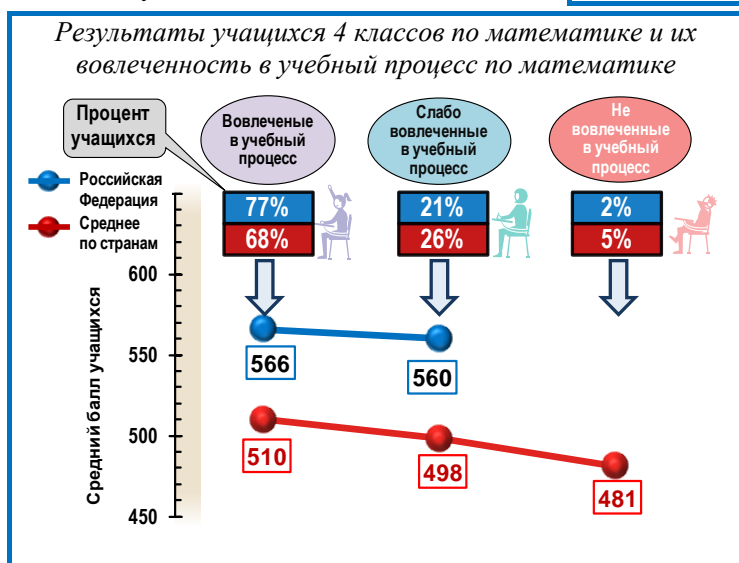 Результаты учащихся 4 классов по математике и их
вовлеченность в учебный процесс по математике
Процент
учащихся
Вовлеченые
в учебный
процесс
Слабо
вовлеченные
в учебный
процесс
Не
вовлеченные
в учебный
процесс
Российская
Федерация
Среднее
по странам
77%
21%
2%
68%
26%
5%
Средний балл учащихся
600
550
500
450
566
560
510
498
481